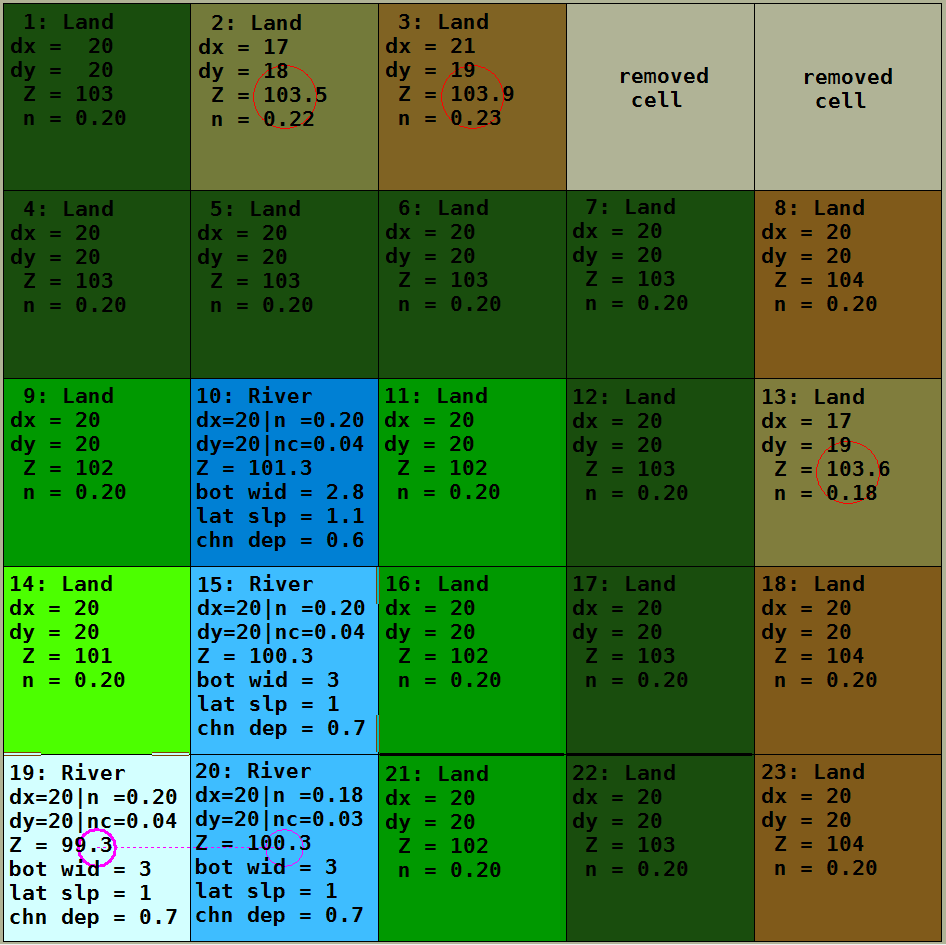 1: Land
dx =  20
dy =  20
Z = 103
n = 0.20
2: Land
dx = 17
dy = 18
Z = 103.5
n = 0.22
3: Land
dx = 21
dy = 19
Z = 103.9
n = 0.23
removed
cell
removed
cell
4: Land
dx = 20
dy = 20
Z = 103
n = 0.20
5: Land
dx = 20
dy = 20
Z = 103
n = 0.20
6: Land
dx = 20
dy = 20
Z = 103
n = 0.20
7: Land
dx = 20
dy = 20
Z = 103
n = 0.20
8: Land
dx = 20
dy = 20
Z = 104
n = 0.20
9: Land
dx = 20
dy = 20
Z = 102
n = 0.20
10: River
dx=20|n =0.20
dy=20|nc=0.04
Z = 101.3
bot wid = 2.8
lat slp = 1.1
chn dep = 0.6
11: Land
dx = 20
dy = 20
Z = 102
n = 0.20
12: Land
dx = 20
dy = 20
Z = 103
n = 0.20
13: Land
dx = 17
dy = 19
Z = 103.6
n = 0.18
14: Land
dx = 20
dy = 20
Z = 101
n = 0.20
15: River
dx=20|n =0.20
dy=20|nc=0.04
Z = 100.3
bot wid = 3
lat slp = 1
chn dep = 0.7
16: Land
dx = 20
dy = 20
Z = 102
n = 0.20
17: Land
dx = 20
dy = 20
Z = 103
n = 0.20
18: Land
dx = 20
dy = 20
Z = 104
n = 0.20
19: River
dx=20|n =0.20
dy=20|nc=0.04
Z = 99.3
bot wid = 3
lat slp = 1
chn dep = 0.7
20: River
dx=20|n =0.18
dy=20|nc=0.03
Z = 100.3
bot wid = 3
lat slp = 1
chn dep = 0.7
21: Land
dx = 20
dy = 20
Z = 102
n = 0.20
22: Land
dx = 20
dy = 20
Z = 103
n = 0.20
23: Land
dx = 20
dy = 20
Z = 104
n = 0.20